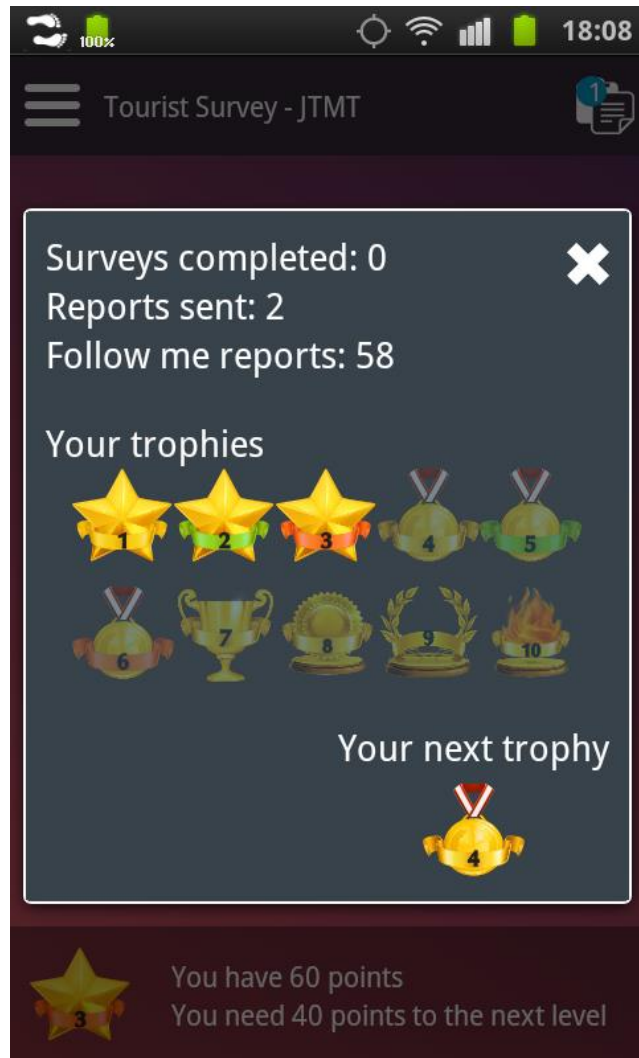 100% 18:08
Tourist Survey - JTMT 1
Surveys completed: 0
Reports sent: 2
Follow me reports: 58
Your trophies
1 2 3 4 5
6 7 8 9 10
Your next trophy
4
You have 60 points
3
You need 40 points to the next level